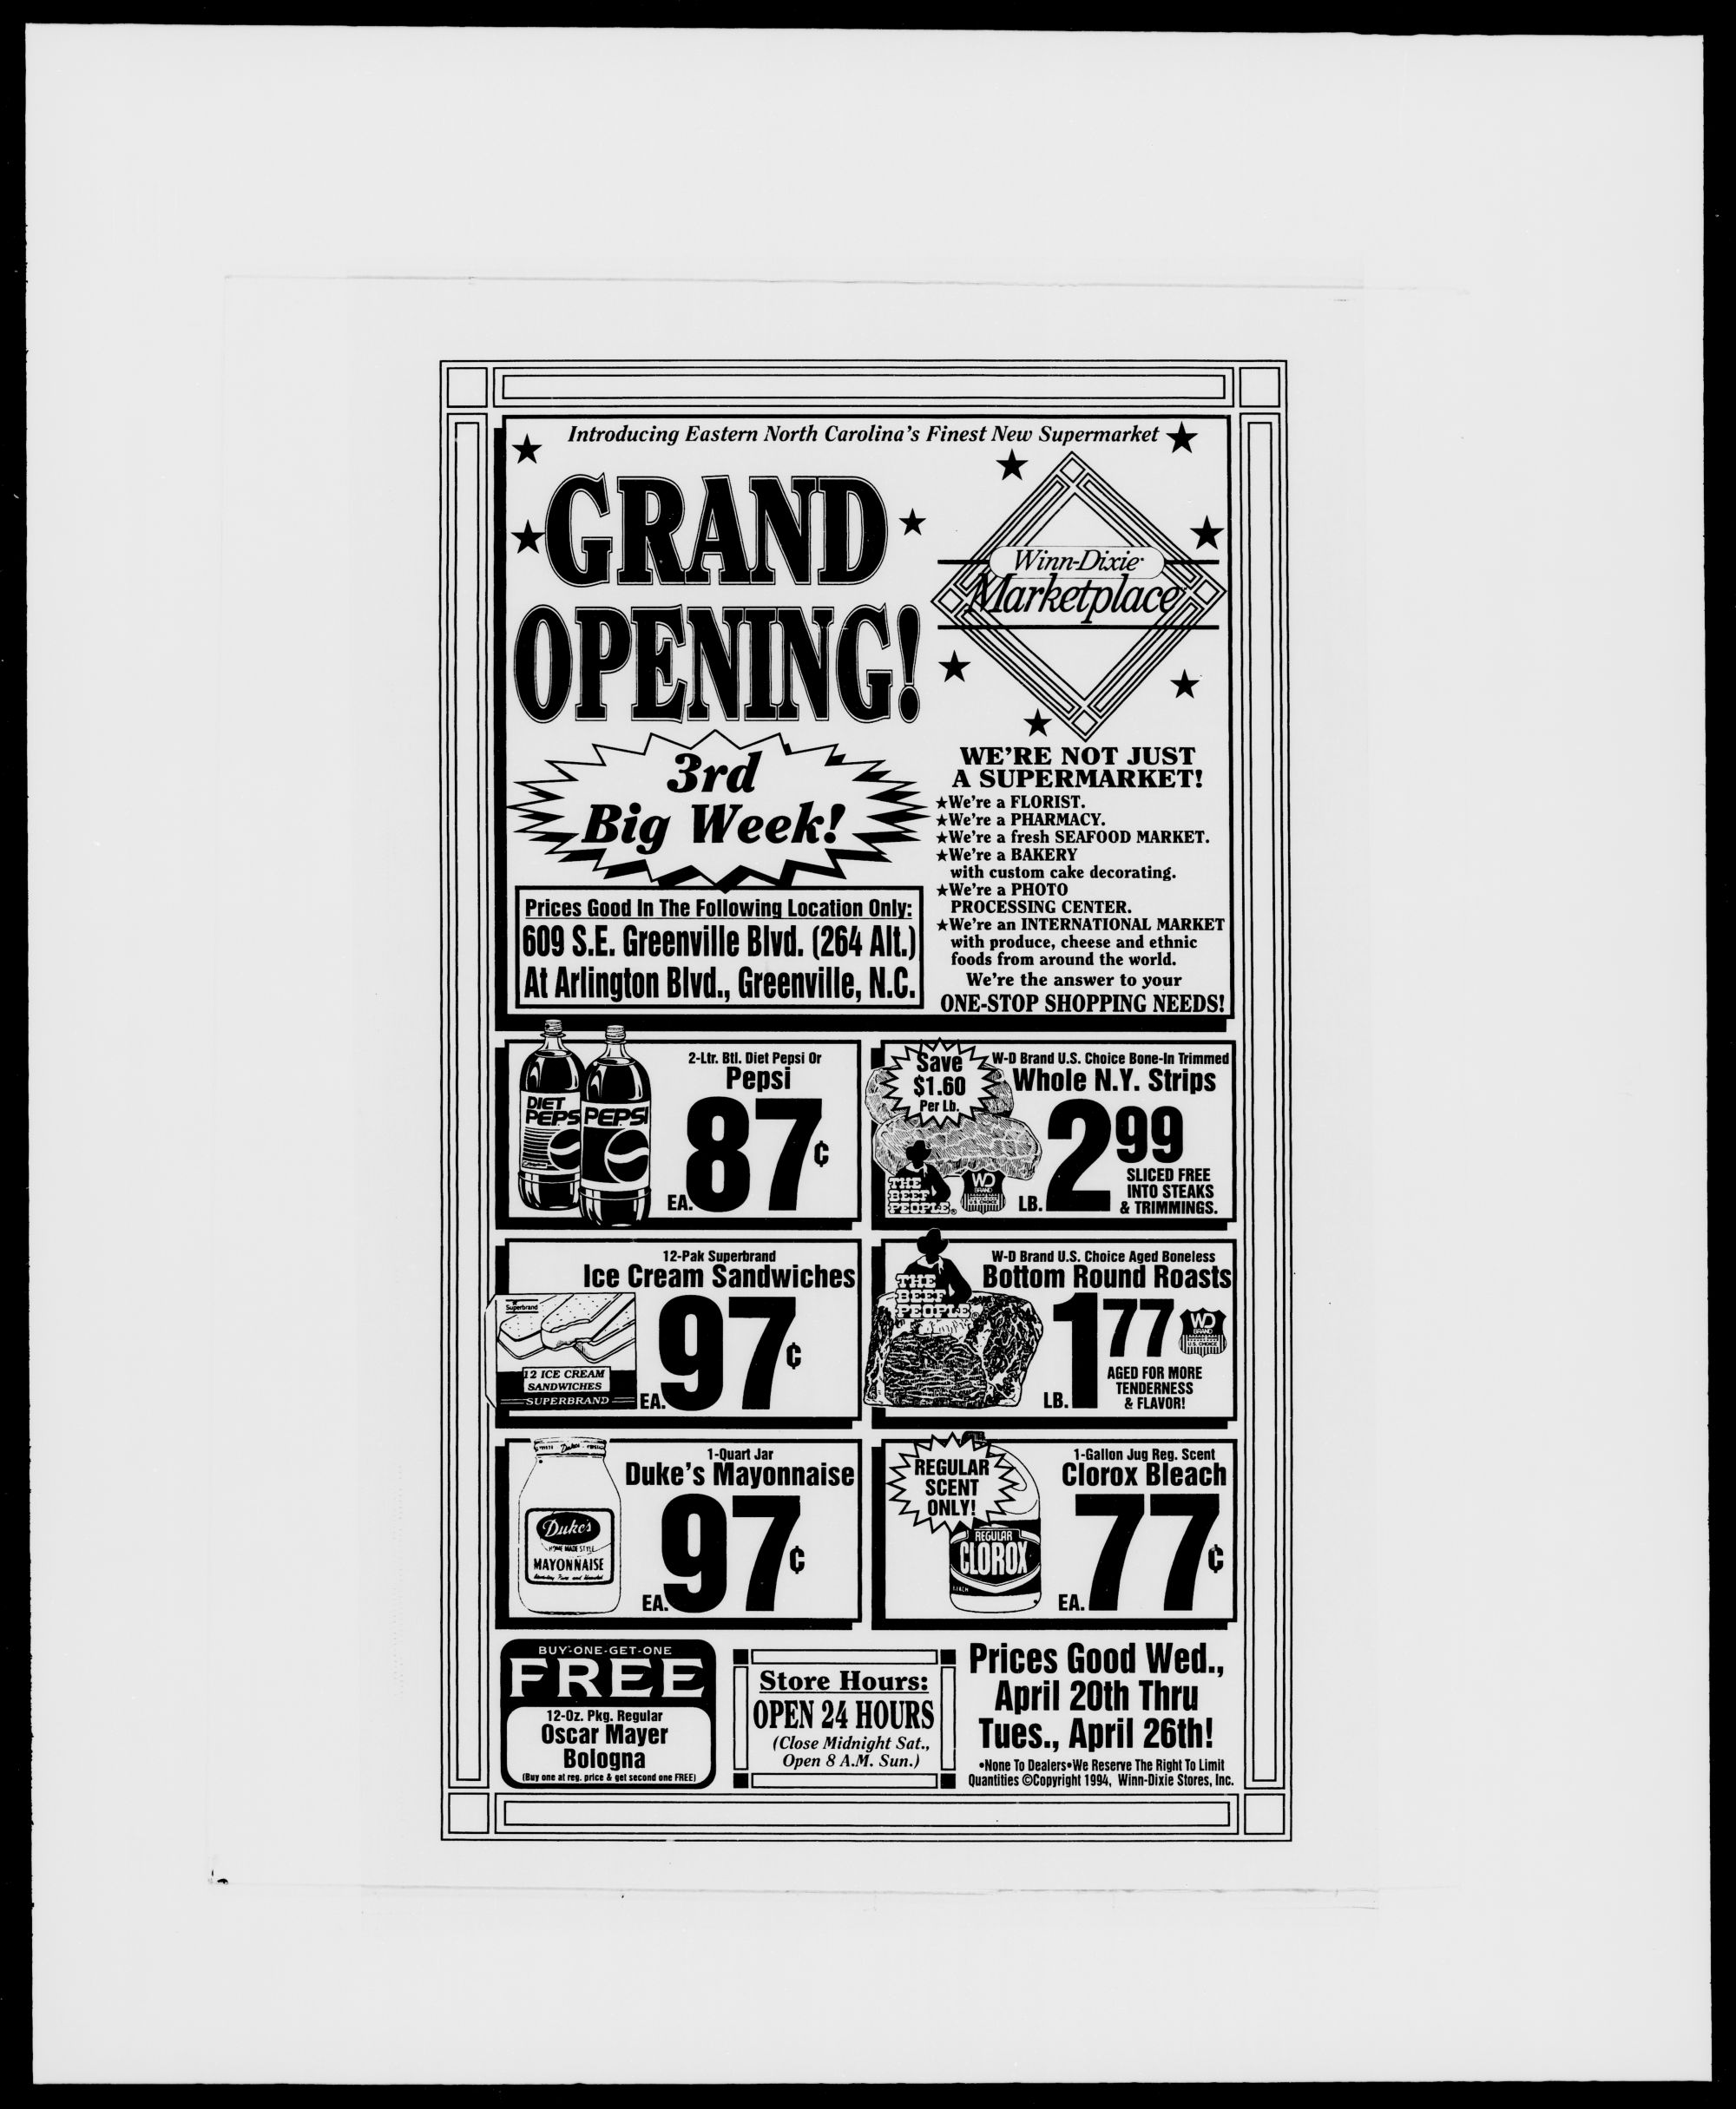 Introducing Eastern North Carolina's Finest New Supermarket
GRAND
OPENING!
Winn-Dixie
Marketplace
3rd
Big Week!
Prices Good In The Following Location Only:
609 S.E. Greenville Blvd. (264 Alt.)
At Arlington Blvd., Greenville, N.C.
WE'RE NOT JUST
A SUPERMARKET!
★We're a FLORIST.
★We're a PHARMACY.
★We're a fresh SEAFOOD MARKET.
★We're a BAKERY
with custom cake decorating.
★We're a PHOTO
PROCESSING CENTER.
★We're an INTERNATIONAL MARKET
with produce, cheese and ethnic
foods from around the world.
We're the answer to your
ONE-STOP SHOPPING NEEDS!
2-Ltr. Btl. Diet Pepsi Or
Pepsi
DIET
PEPSI
PEPSI
EA. 87¢
Save
$1.60
Per Lb.
W-D Brand U.S. Choice Bone-In Trimmed
Whole N.Y. Strips
THE
BEEF
PEOPLE®
WD
BRAND
U.S. CHOICE
LB. 2 99
SLICED FREE
INTO STEAKS
& TRIMMINGS.
12-Pak Superbrand
Ice Cream Sandwiches
Superbrand
12 ICE CREAM
SANDWICHES
SUPERBRAND
EA. 97¢
W-D Brand U.S. Choice Aged Boneless
Bottom Round Roasts
THE
BEEF
PEOPLE®
LB. 1 77
WD
BRAND
U.S. CHOICE
AGED FOR MORE
TENDERNESS
& FLAVOR!
1-Quart Jar
Duke's Mayonnaise
Duke's
Duke's
HOME MADE STYLE
MAYONNAISE
EA. 97¢
REGULAR
SCENT
ONLY!
1-Gallon Jug Reg. Scent
Clorox Bleach
REGULAR
CLOROX
BLEACH
EA. 77¢
BUY-ONE-GET-ONE
FREE
12-Oz. Pkg. Regular
Oscar Mayer
Bologna
(Buy one at reg. price & get second one FREE)
Store Hours:
OPEN 24 HOURS
(Close Midnight Sat.,
Open 8 A.M. Sun.)
Prices Good Wed.,
April 20th Thru
Tues., April 26th!
•None To Dealers•We Reserve The Right To Limit
Quantities ©Copyright 1994, Winn-Dixie Stores, Inc.